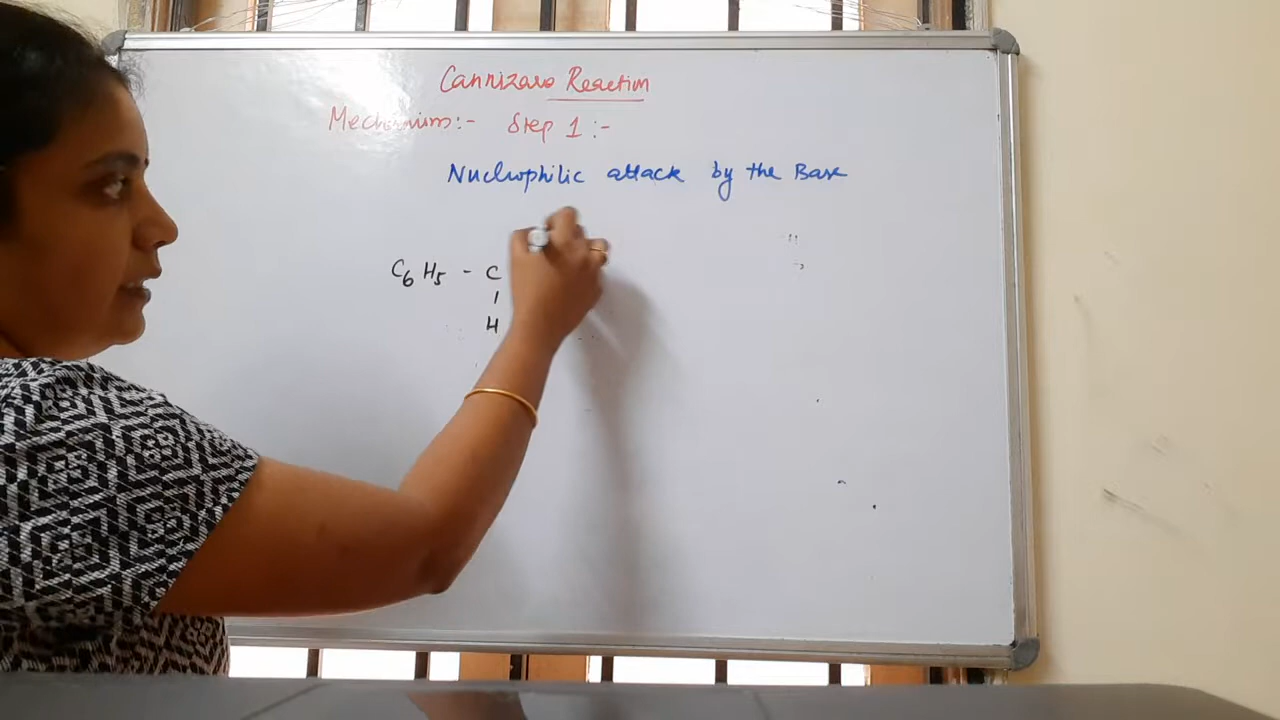 Cannizaro Reaction
Mechanism:- Step 1:-
Nucleophilic attack by the Base
C6H5 - C
|
H